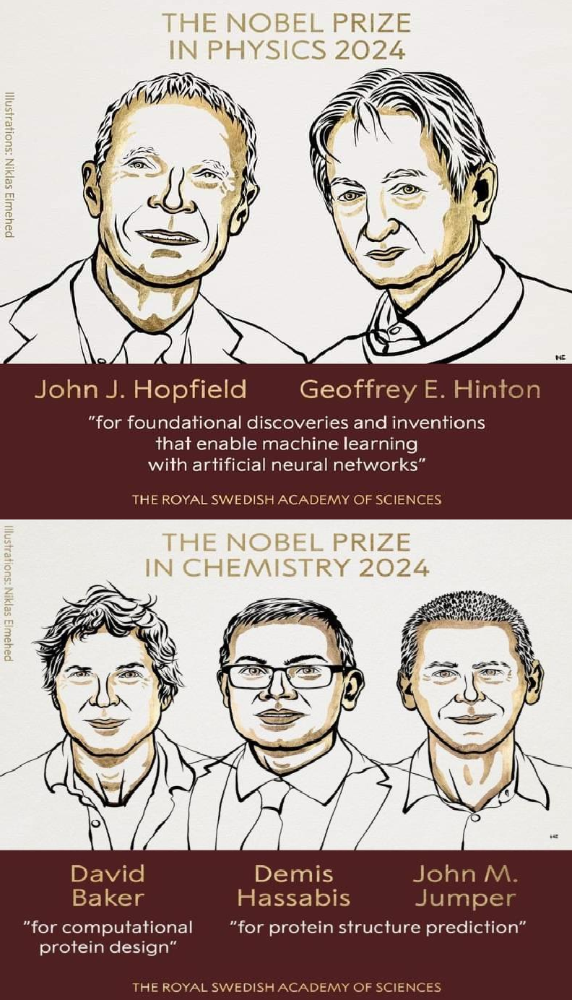 THE NOBEL PRIZE
IN PHYSICS 2024
Illustrations: Niklas Elmehed
John J. Hopfield
Geoffrey E. Hinton
“for foundational discoveries and inventions
that enable machine learning
with artificial neural networks”
THE ROYAL SWEDISH ACADEMY OF SCIENCES
THE NOBEL PRIZE
IN CHEMISTRY 2024
Illustrations: Niklas Elmehed
David
Baker
“for computational
protein design”
Demis
Hassabis
John M.
Jumper
“for protein structure prediction”
THE ROYAL SWEDISH ACADEMY OF SCIENCES